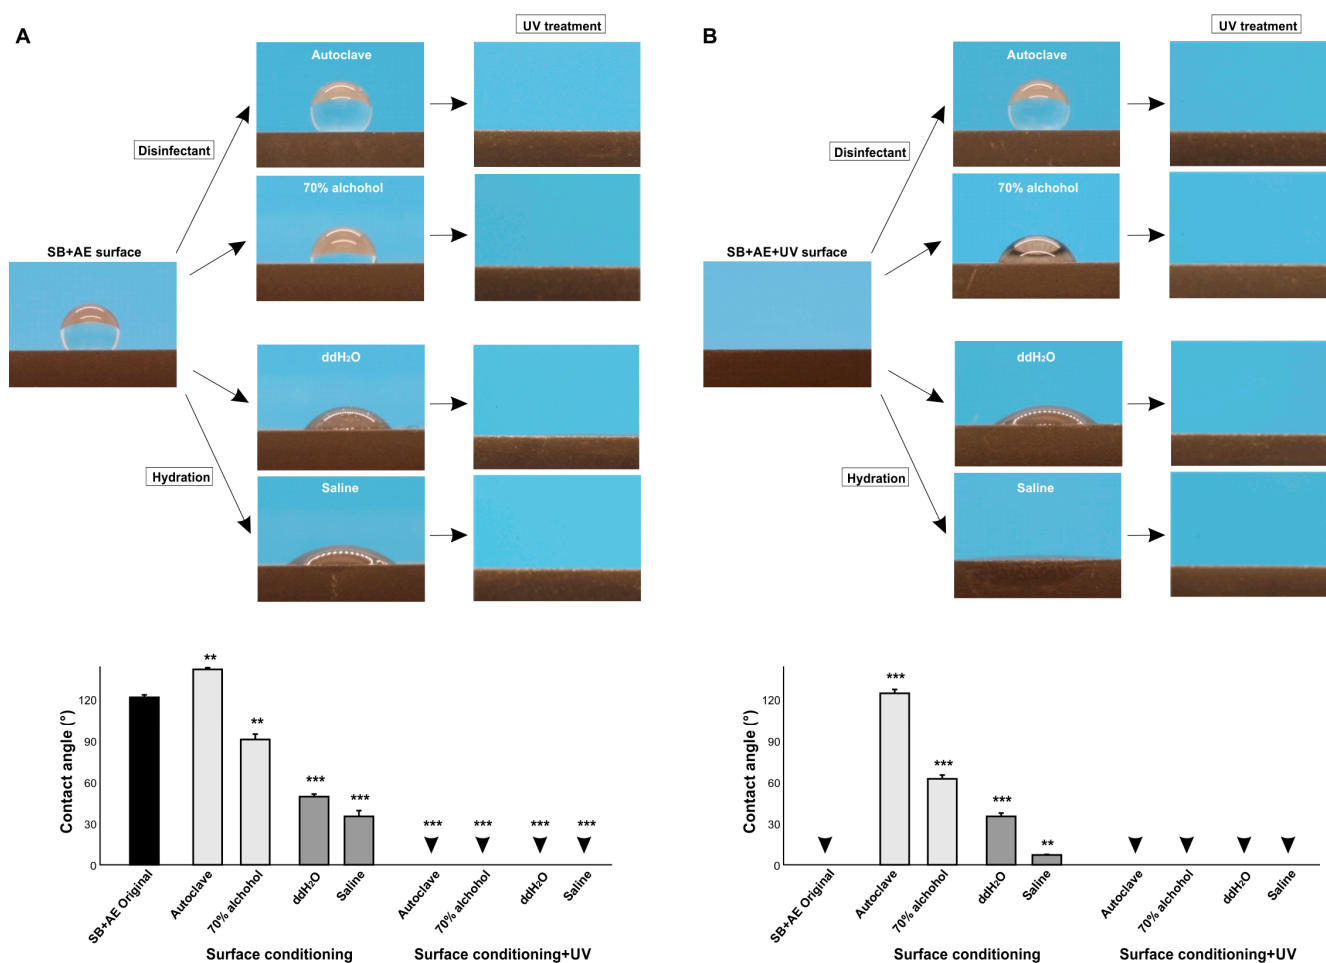 A
UV treatment
Autoclave
Disinfectant
70% alchohol
SB+AE surface
ddH₂O
Hydration
Saline
Contact angle (°)
120
90
60
30
0
**
**
***
***
***
***
***
***
SB+AE Original
Autoclave
70% alchohol
ddH₂O
Saline
Autoclave
70% alchohol
ddH₂O
Saline
Surface conditioning
Surface conditioning+UV
B
UV treatment
Autoclave
Disinfectant
70% alchohol
SB+AE+UV surface
ddH₂O
Hydration
Saline
Contact angle (°)
120
90
60
30
0
***
***
***
**
SB+AE Original
Autoclave
70% alchohol
ddH₂O
Saline
Autoclave
70% alchohol
ddH₂O
Saline
Surface conditioning
Surface conditioning+UV